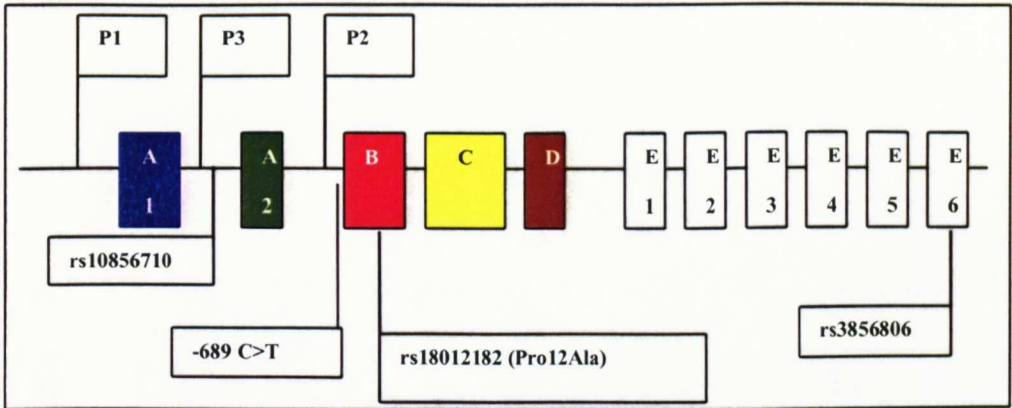 P1 P3 P2
A A B C D E E E E E E
1 2 1 2 3 4 5 6
rs10856710
rs3856806
-689 C>T
rs18012182 (Pro12Ala)